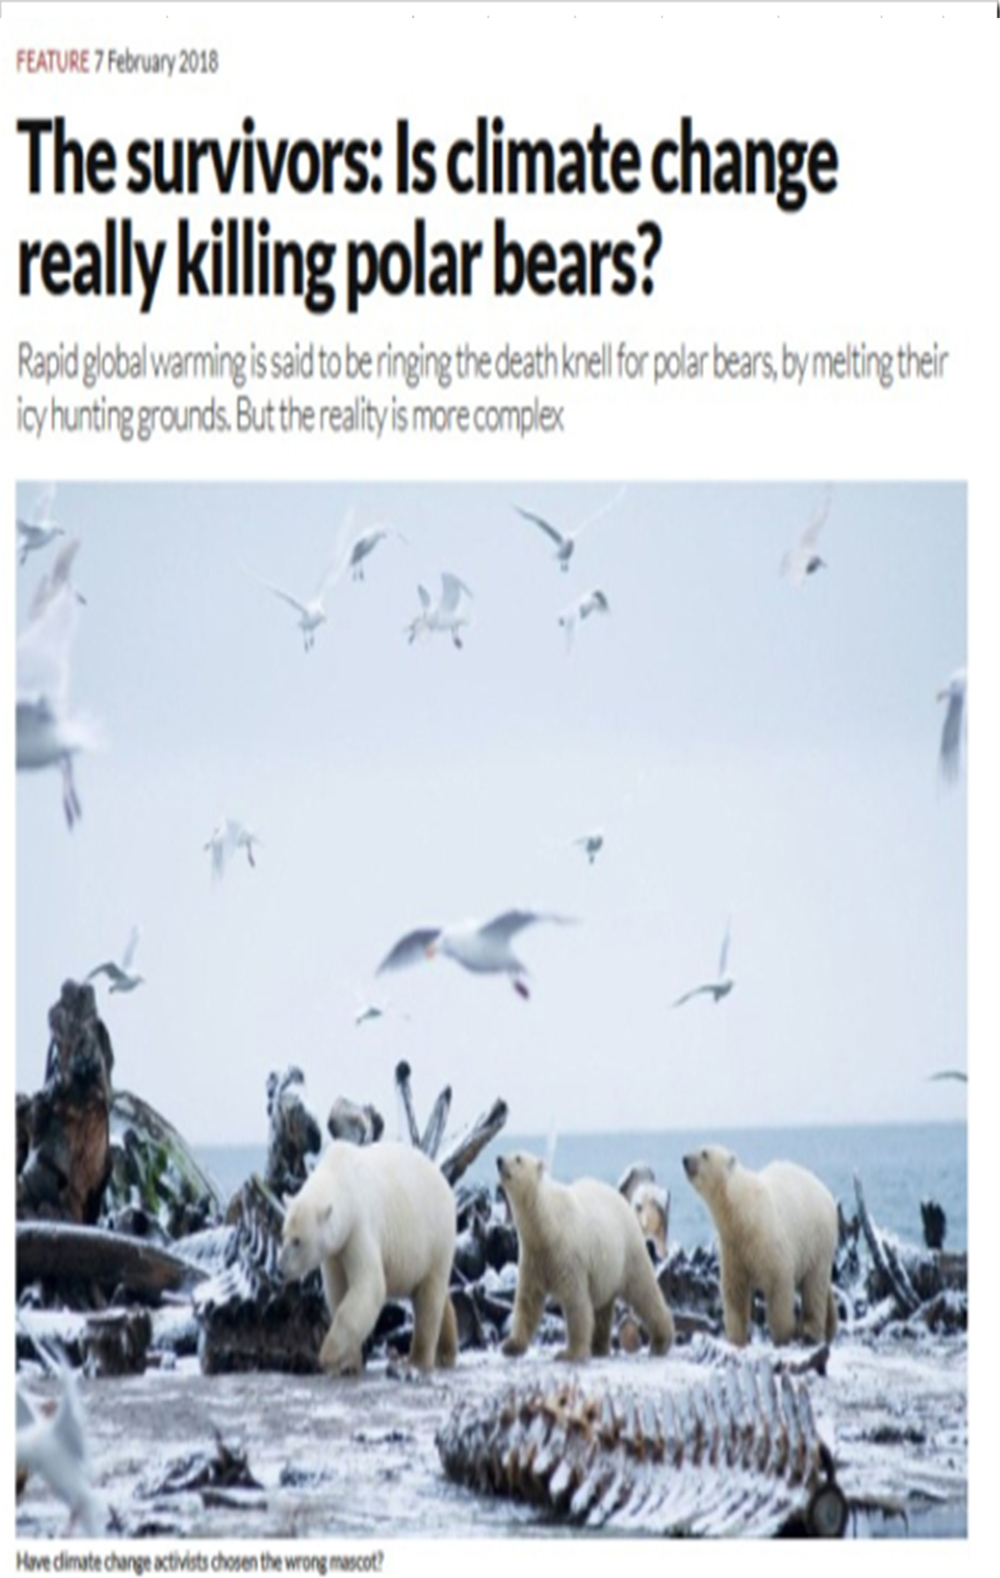 FEATURE 7 February 2018
The survivors: Is climate change
really killing polar bears?
Rapid global warming is said to be ringing the death knell for polar bears, by melting their
icy hunting grounds. But the reality is more complex
Have climate change activists chosen the wrong mascot?